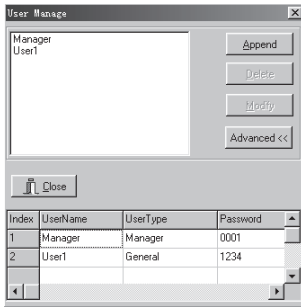 User Manage
Manager
User1
Append
Delete
Modfy
Advanced <<
Close
Index UserName UserType Password
1 Manager Manager 0001
2 User1 General 1234